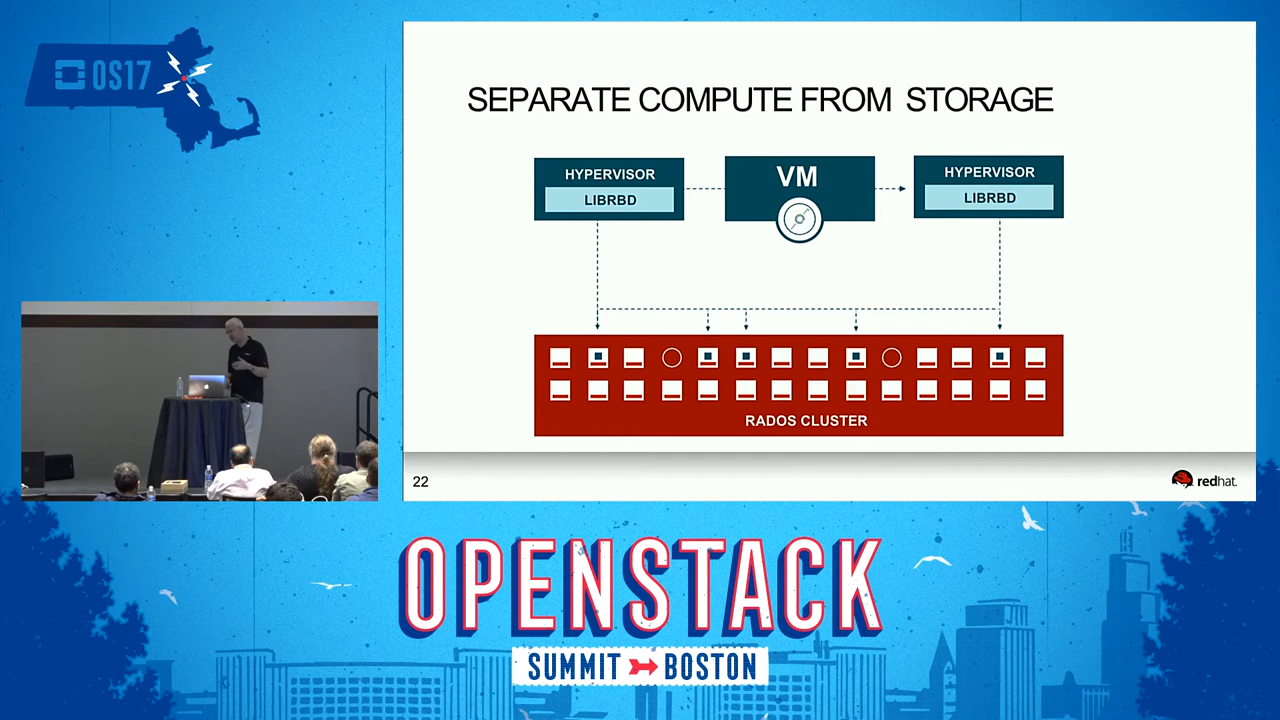 OS17
SEPARATE COMPUTE FROM STORAGE
HYPERVISOR
LIBRBD
VM
HYPERVISOR
LIBRBD
RADOS CLUSTER
22
redhat.
OPENSTACK
SUMMIT BOSTON